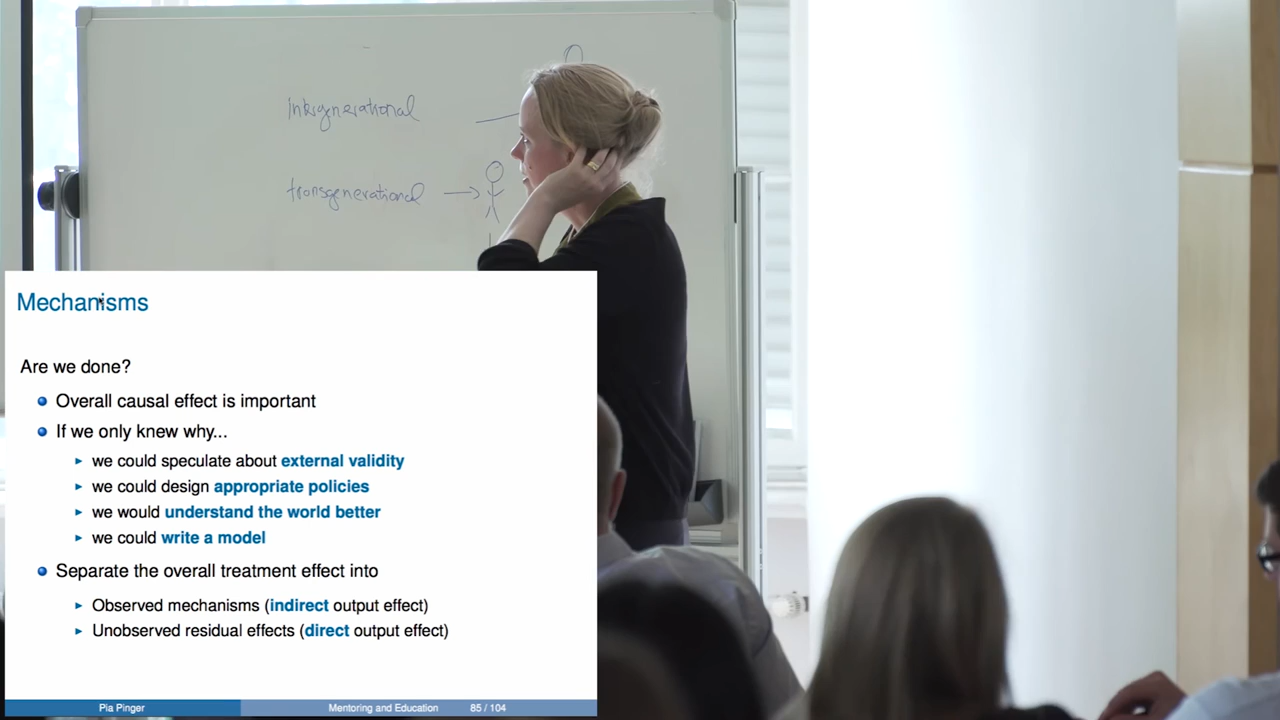 intergenerational
transgenerational
Mechanisms
Are we done?
Overall causal effect is important
If we only knew why...
we could speculate about external validity
we could design appropriate policies
we would understand the world better
we could write a model
Separate the overall treatment effect into
Observed mechanisms (indirect output effect)
Unobserved residual effects (direct output effect)
Pia Pinger Mentoring and Education 85 / 104